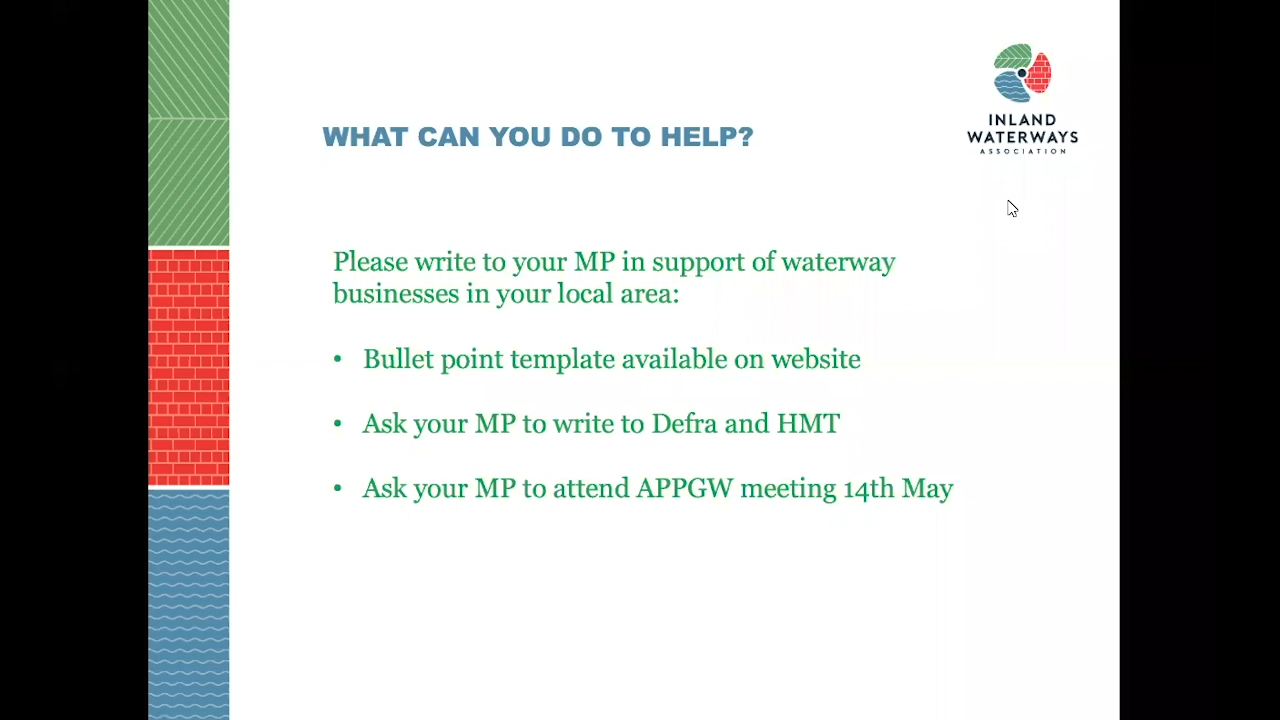 INLAND
WATERWAYS
ASSOCIATION
WHAT CAN YOU DO TO HELP?
Please write to your MP in support of waterway
businesses in your local area:
• Bullet point template available on website
• Ask your MP to write to Defra and HMT
• Ask your MP to attend APPGW meeting 14th May